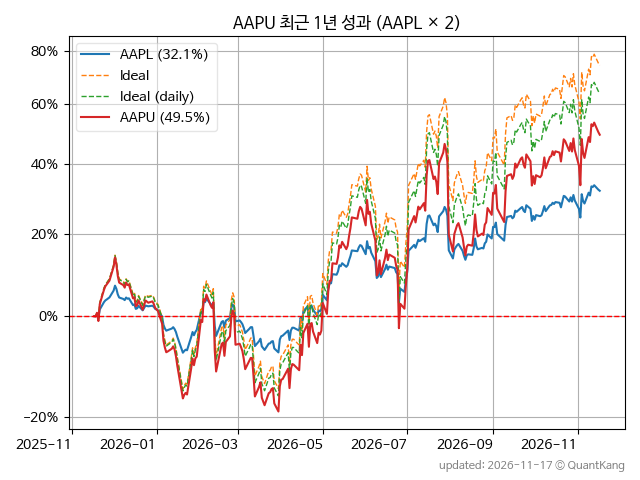 AAPU 최근 1년 성과 (AAPL × 2)
AAPL (32.1%)
Ideal
Ideal (daily)
AAPU (49.5%)
80%
60%
40%
20%
0%
−20%
2025-11
2026-01
2026-03
2026-05
2026-07
2026-09
2026-11
updated: 2026-11-17 © QuantKang